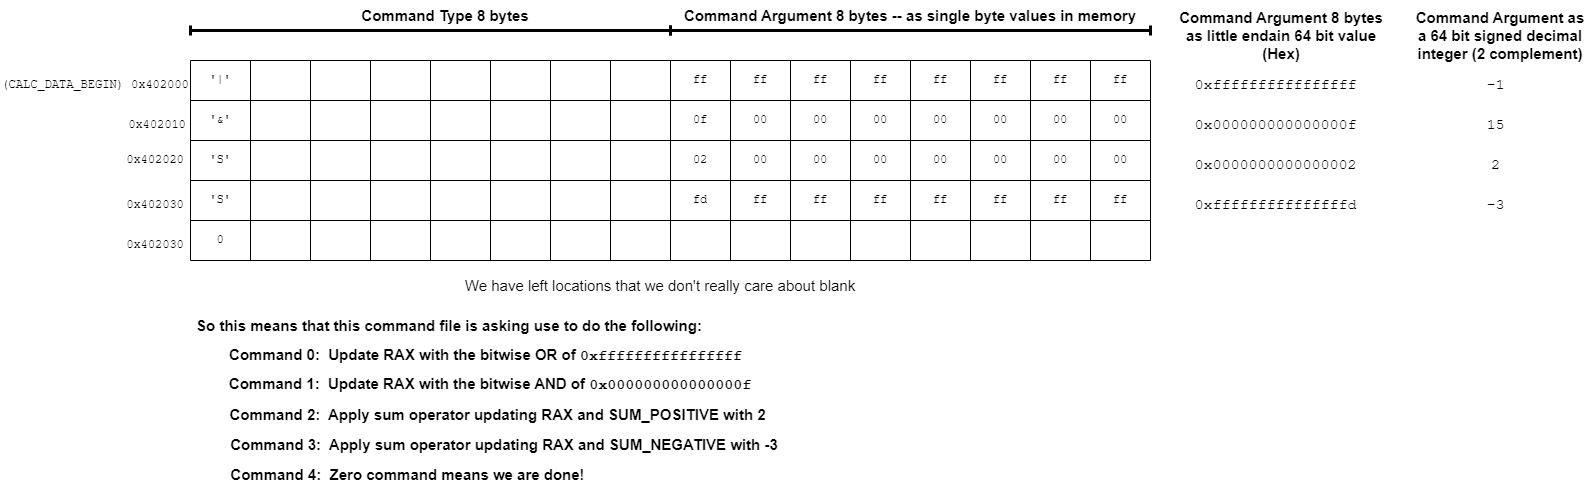 Command Type 8 bytes
Command Argument 8 bytes -- as single byte values in memory
Command Argument 8 bytes
as little endain 64 bit value
(Hex)
Command Argument as
a 64 bit signed decimal
integer (2 complement)
(CALC_DATA_BEGIN) 0x402000 '|' ff ff ff ff ff ff ff ff 0xffffffffffffffff -1
0x402010 '&' 0f 00 00 00 00 00 00 00 0x000000000000000f 15
0x402020 'S' 02 00 00 00 00 00 00 00 0x0000000000000002 2
0x402030 'S' fd ff ff ff ff ff ff ff 0xfffffffffffffffd -3
0x402030 0
We have left locations that we don't really care about blank
So this means that this command file is asking use to do the following:
Command 0: Update RAX with the bitwise OR of 0xffffffffffffffff
Command 1: Update RAX with the bitwise AND of 0x000000000000000f
Command 2: Apply sum operator updating RAX and SUM_POSITIVE with 2
Command 3: Apply sum operator updating RAX and SUM_NEGATIVE with -3
Command 4: Zero command means we are done!